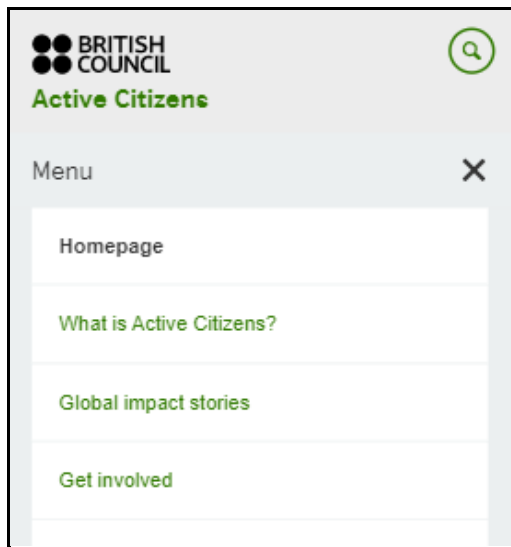 BRITISH
COUNCIL
Active Citizens
Menu
Homepage
What is Active Citizens?
Global impact stories
Get involved